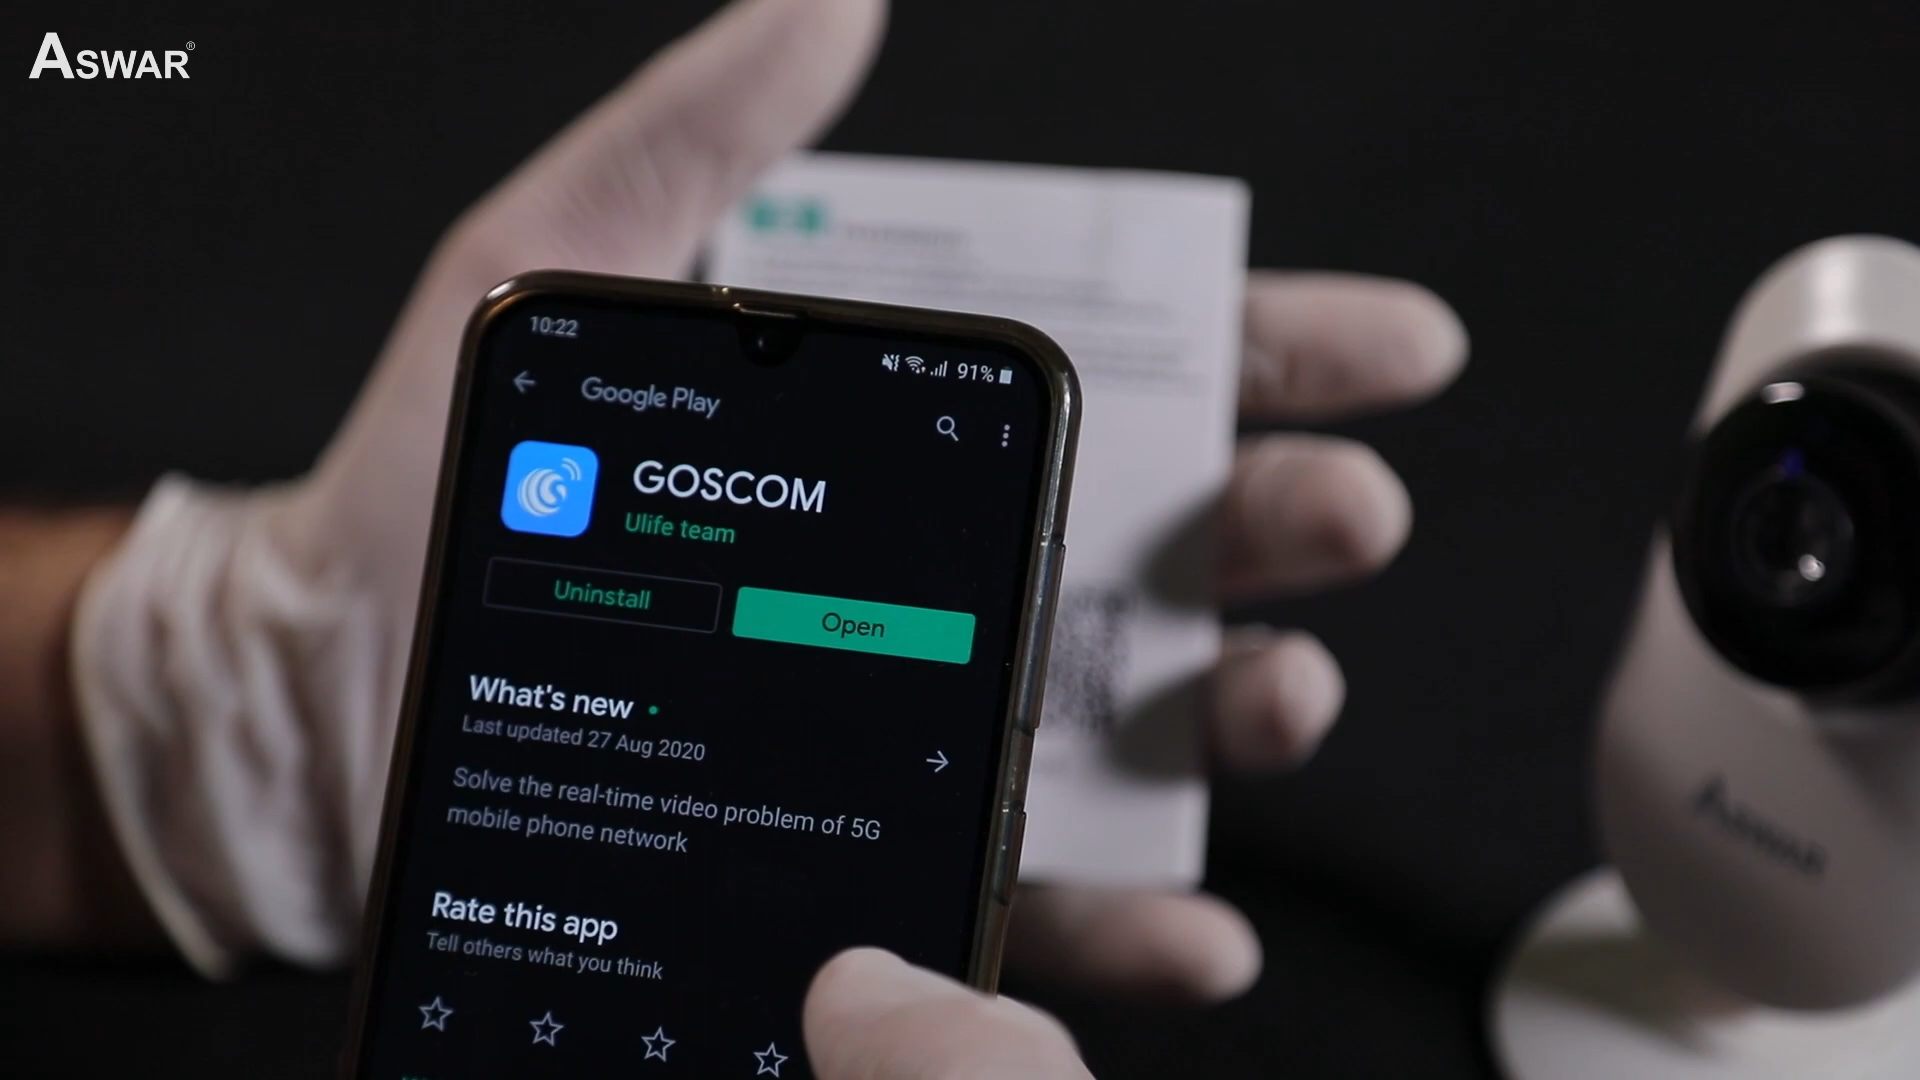 ASWAR®
10:22
91%
Google Play
GOSCOM
Ulife team
Uninstall
Open
What's new
Last updated 27 Aug 2020
Solve the real-time video problem of 5G
mobile phone network
Rate this app
Tell others what you think
ASWAR